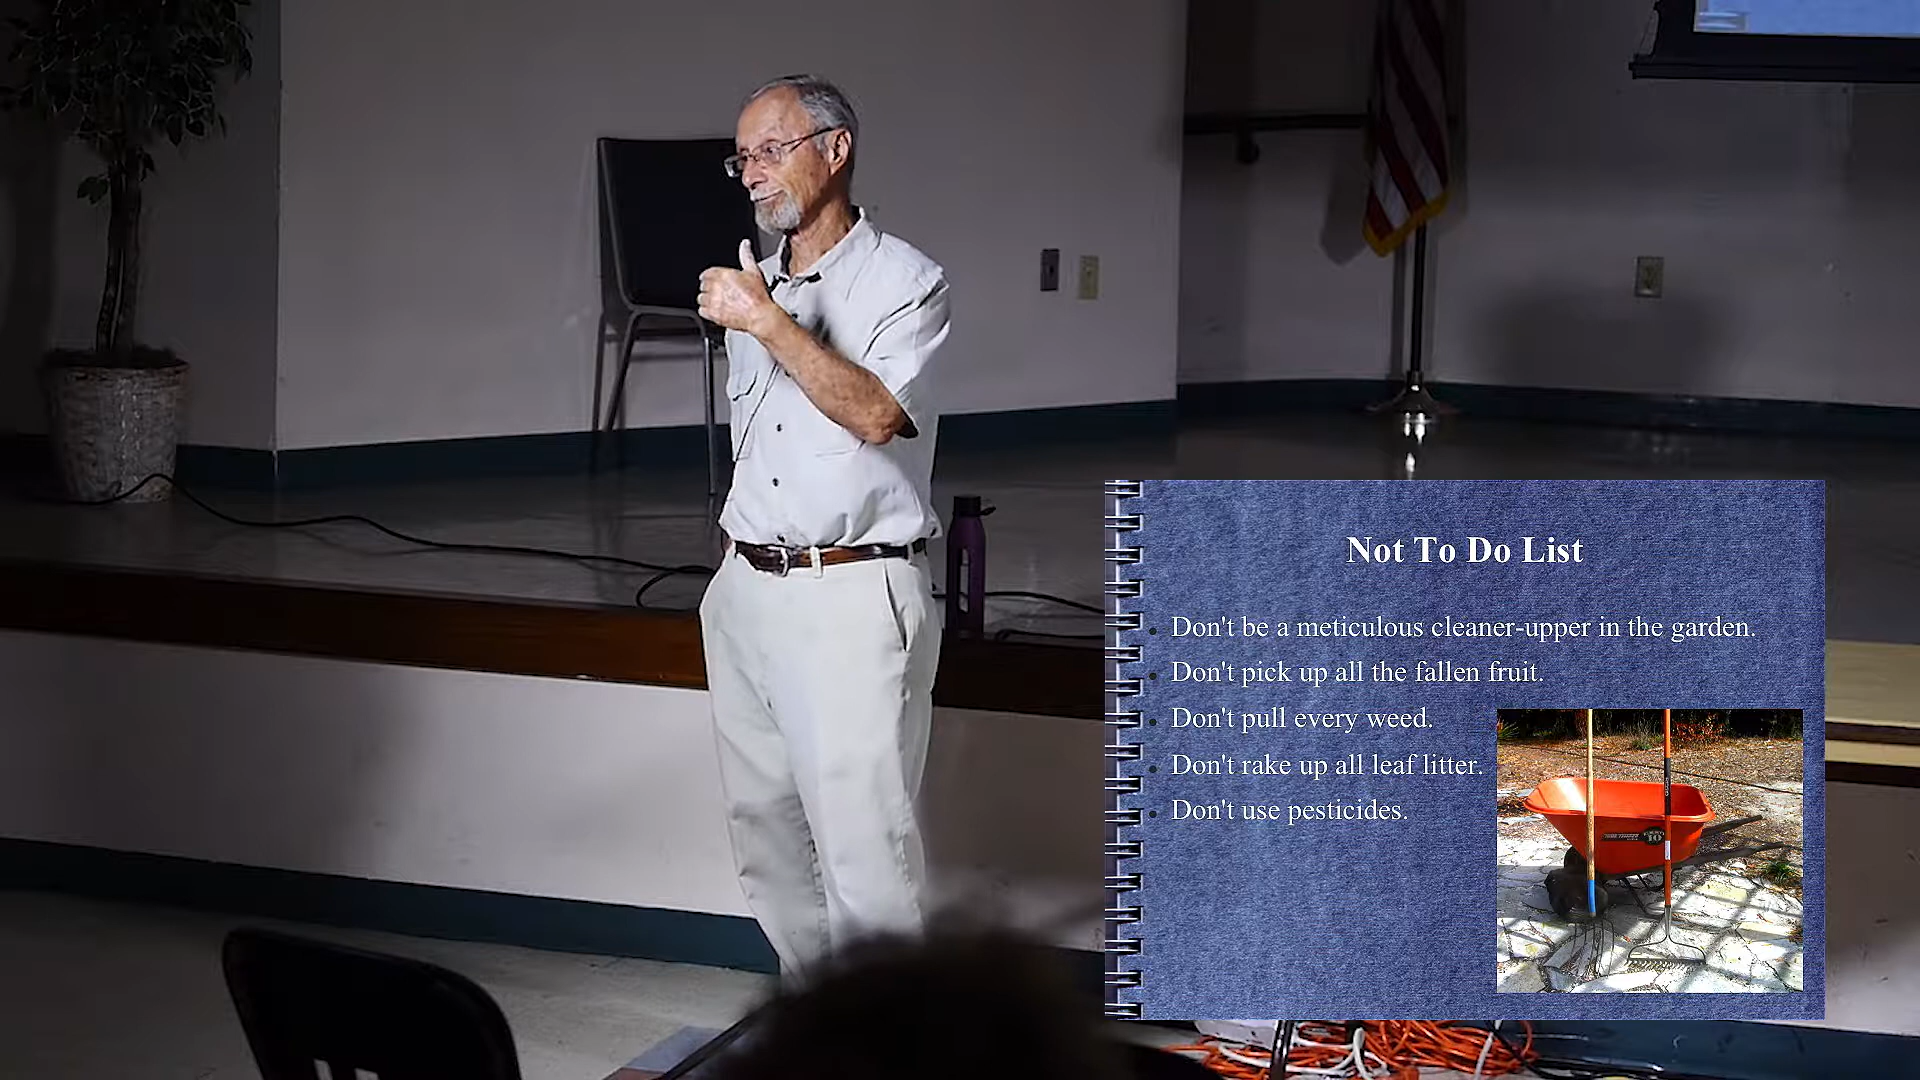 Not To Do List
Don't be a meticulous cleaner-upper in the garden.
Don't pick up all the fallen fruit.
Don't pull every weed.
Don't rake up all leaf litter.
Don't use pesticides.
10